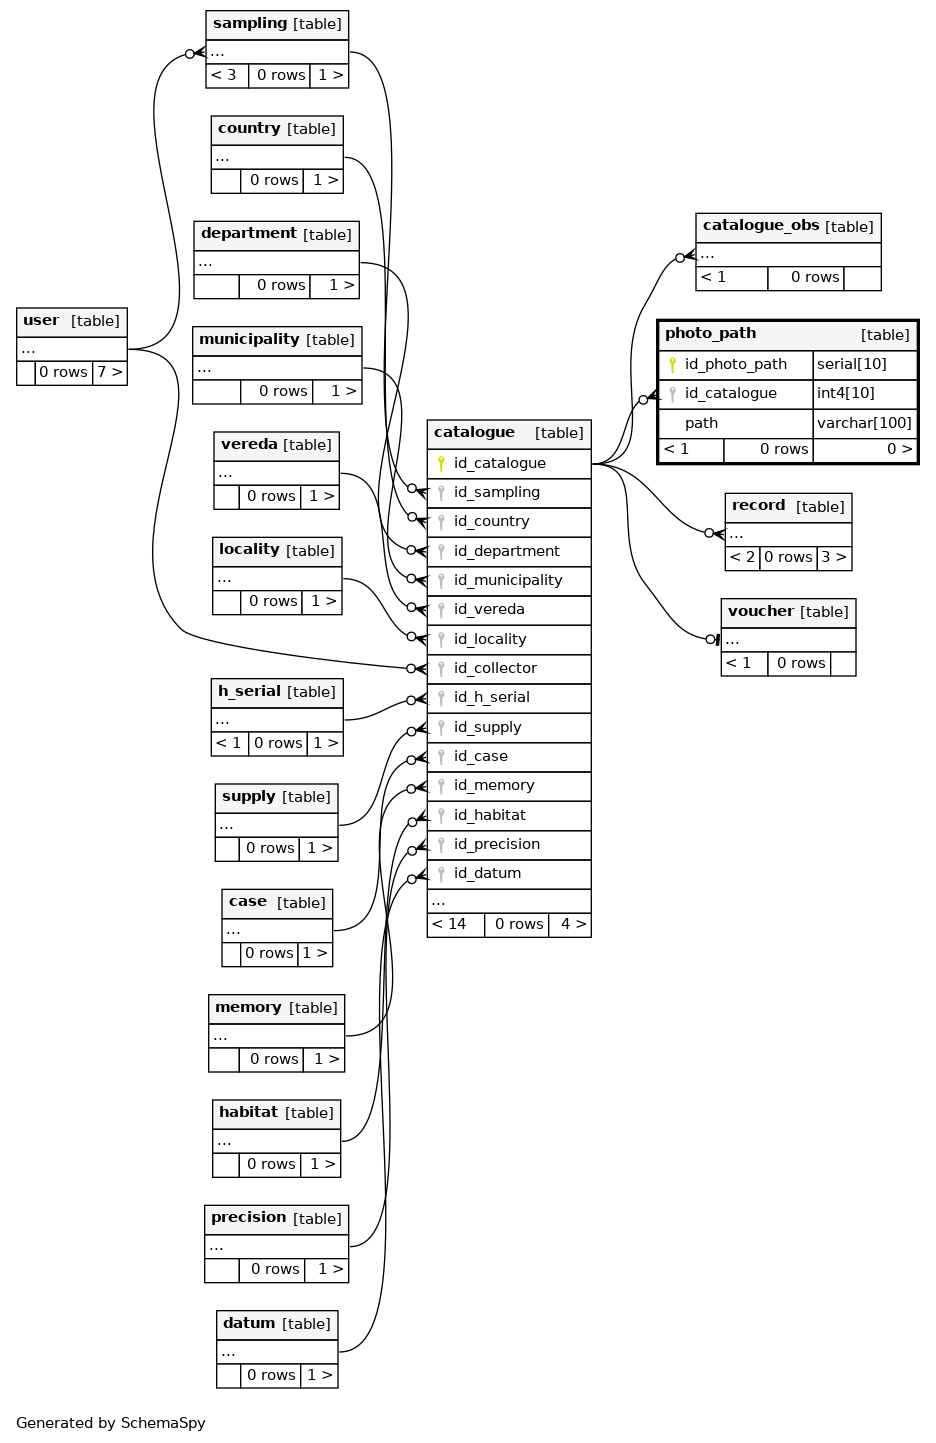 sampling [table]
...
< 3 0 rows 1 >
country [table]
...
0 rows 1 >
department [table]
...
0 rows 1 >
municipality [table]
...
0 rows 1 >
vereda [table]
...
0 rows 1 >
locality [table]
...
0 rows 1 >
user [table]
...
0 rows 7 >
h_serial [table]
...
< 1 0 rows 1 >
supply [table]
...
0 rows 1 >
case [table]
...
0 rows 1 >
memory [table]
...
0 rows 1 >
habitat [table]
...
0 rows 1 >
precision [table]
...
0 rows 1 >
datum [table]
...
0 rows 1 >
catalogue [table]
id_catalogue
id_sampling
id_country
id_department
id_municipality
id_vereda
id_locality
id_collector
id_h_serial
id_supply
id_case
id_memory
id_habitat
id_precision
id_datum
...
< 14 0 rows 4 >
catalogue_obs [table]
...
< 1 0 rows
photo_path [table]
id_photo_path serial[10]
id_catalogue int4[10]
path varchar[100]
< 1 0 rows 0 >
record [table]
...
< 2 0 rows 3 >
voucher [table]
...
< 1 0 rows
Generated by SchemaSpy